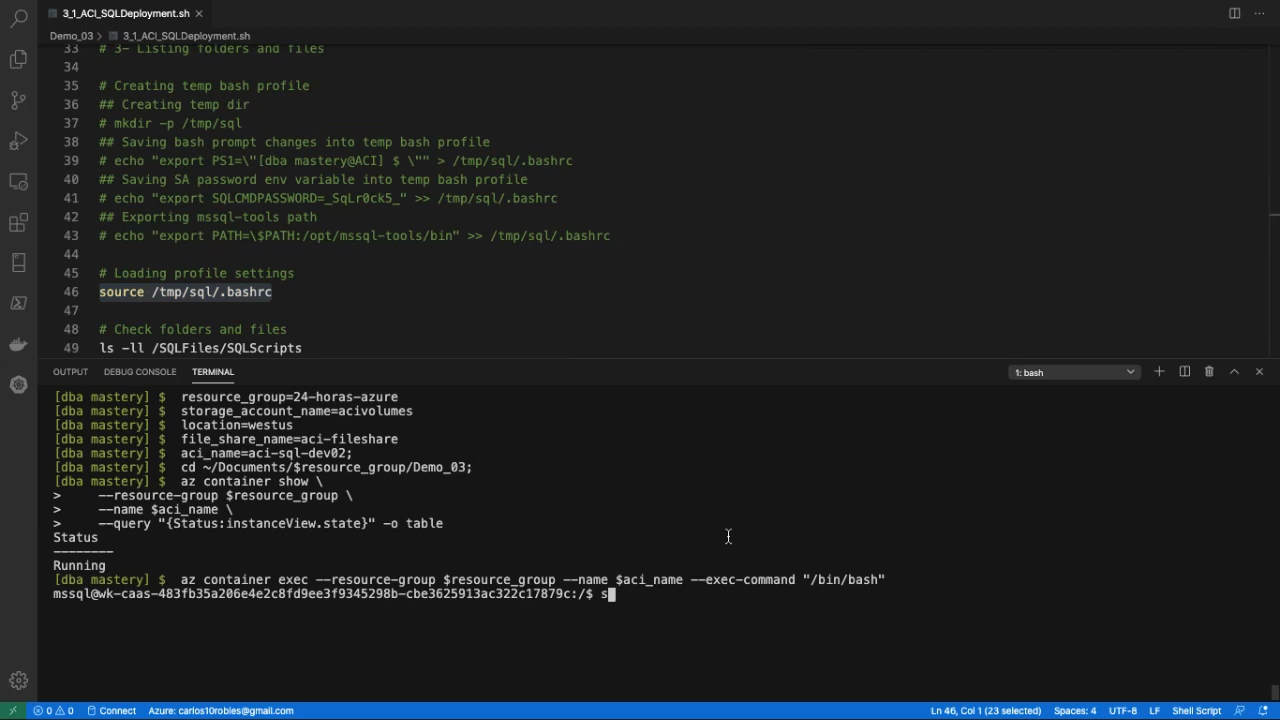 3_1_ACI_SQLDeployment.sh
Demo_03 > 3_1_ACI_SQLDeployment.sh
33 # 3- Listing folders and files
34
35 # Creating temp bash profile
36 ## Creating temp dir
37 # mkdir -p /tmp/sql
38 ## Saving bash prompt changes into temp bash profile
39 # echo "export PS1=\"[dba mastery@ACI] $ \"" > /tmp/sql/.bashrc
40 ## Saving SA password env variable into temp bash profile
41 # echo "export SQLCMDPASSWORD=_SqLr0ck5_" >> /tmp/sql/.bashrc
42 ## Exporting mssql-tools path
43 # echo "export PATH=\$PATH:/opt/mssql-tools/bin" >> /tmp/sql/.bashrc
44
45 # Loading profile settings
46 source /tmp/sql/.bashrc
47
48 # Check folders and files
49 ls -ll /SQLFiles/SQLScripts
OUTPUT DEBUG CONSOLE TERMINAL 1: bash
[dba mastery] $ resource_group=24-horas-azure
[dba mastery] $ storage_account_name=acivolumes
[dba mastery] $ location=westus
[dba mastery] $ file_share_name=aci-fileshare
[dba mastery] $ aci_name=aci-sql-dev02;
[dba mastery] $ cd ~/Documents/$resource_group/Demo_03;
[dba mastery] $ az container show \
> --resource-group $resource_group \
> --name $aci_name \
> --query "{Status:instanceView.state}" -o table
Status
--------
Running
[dba mastery] $ az container exec --resource-group $resource_group --name $aci_name --exec-command "/bin/bash"
mssql@wk-caas-483fb35a206e4e2c8fd9ee3f9345298b-cbe3625913ac322c17879c:/$ s
0 0 Connect Azure: carlos10robles@gmail.com Ln 46, Col 1 (23 selected) Spaces: 4 UTF-8 LF Shell Script